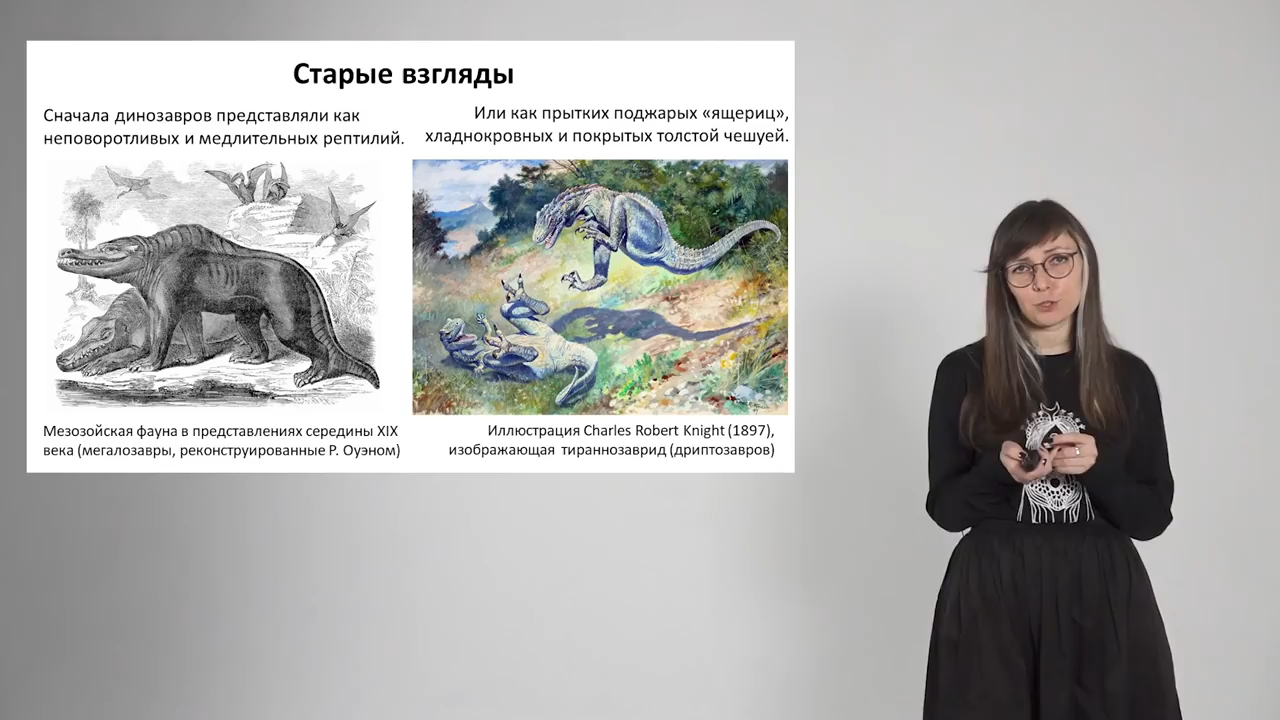 Старые взгляды
Сначала динозавров представляли как
неповоротливых и медлительных рептилий.
Или как прытких поджарых «ящериц»,
хладнокровных и покрытых толстой чешуей.
Мезозойская фауна в представлениях середины XIX
века (мегалозавры, реконструированные Р. Оуэном)
Иллюстрация Charles Robert Knight (1897),
изображающая тираннозаврид (дриптозавров)